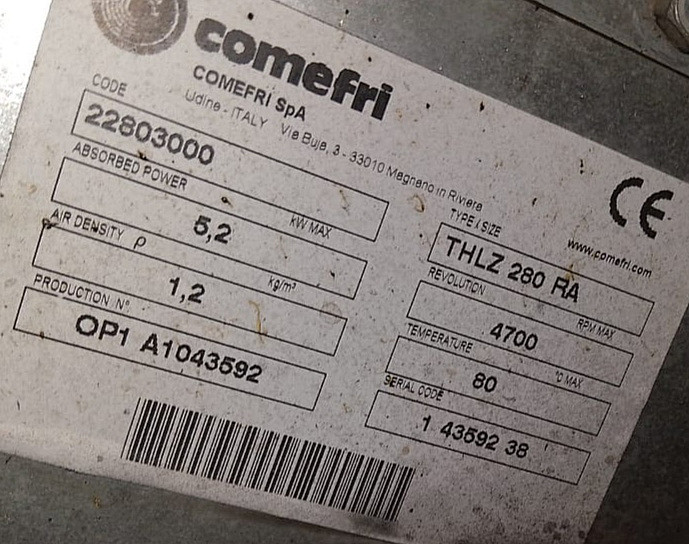 comefri
COMEFRI SpA
Udine - ITALY Via Buja, 3 - 33010 Magnano in Riviera
CE
www.comefri.com
CODE
22803000
TYPE / SIZE
THLZ 280 RA
ABSORBED POWER kW MAX
5,2
REVOLUTION RPM MAX
4700
AIR DENSITY ρ kg/m³
1,2
TEMPERATURE °C MAX
80
PRODUCTION N°
OP1 A1043592
SERIAL CODE
1 43592 38